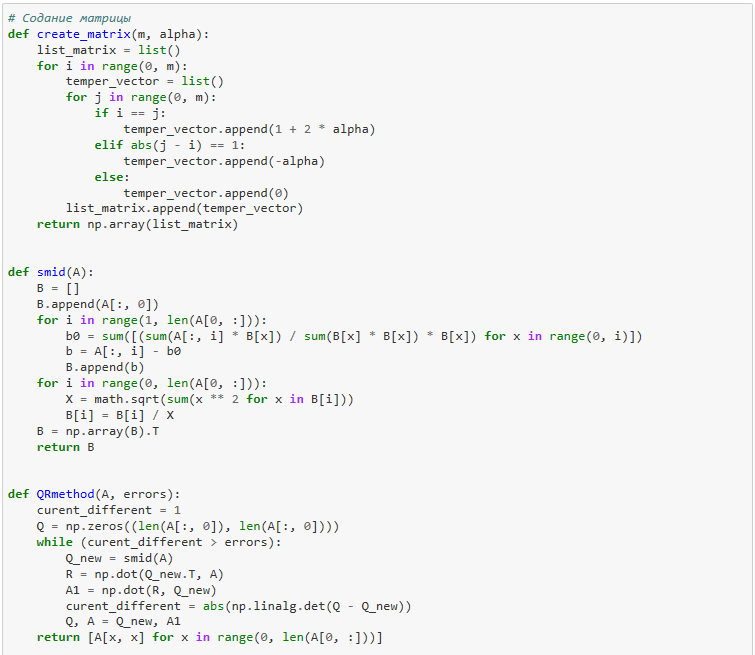 # Содание матрицы
def create_matrix(m, alpha):
    list_matrix = list()
    for i in range(0, m):
        temper_vector = list()
        for j in range(0, m):
            if i == j:
                temper_vector.append(1 + 2 * alpha)
            elif abs(j - i) == 1:
                temper_vector.append(-alpha)
            else:
                temper_vector.append(0)
        list_matrix.append(temper_vector)
    return np.array(list_matrix)
def smid(A):
    B = []
    B.append(A[:, 0])
    for i in range(1, len(A[0, :])):
        b0 = sum([(sum(A[:, i] * B[x]) / sum(B[x] * B[x]) * B[x]) for x in range(0, i)])
        b = A[:, i] - b0
        B.append(b)
    for i in range(0, len(A[0, :])):
        X = math.sqrt(sum(x ** 2 for x in B[i]))
        B[i] = B[i] / X
    B = np.array(B).T
    return B
def QRmethod(A, errors):
    curent_different = 1
    Q = np.zeros((len(A[:, 0]), len(A[:, 0])))
    while (curent_different > errors):
        Q_new = smid(A)
        R = np.dot(Q_new.T, A)
        A1 = np.dot(R, Q_new)
        curent_different = abs(np.linalg.det(Q - Q_new))
        Q, A = Q_new, A1
    return [A[x, x] for x in range(0, len(A[0, :]))]